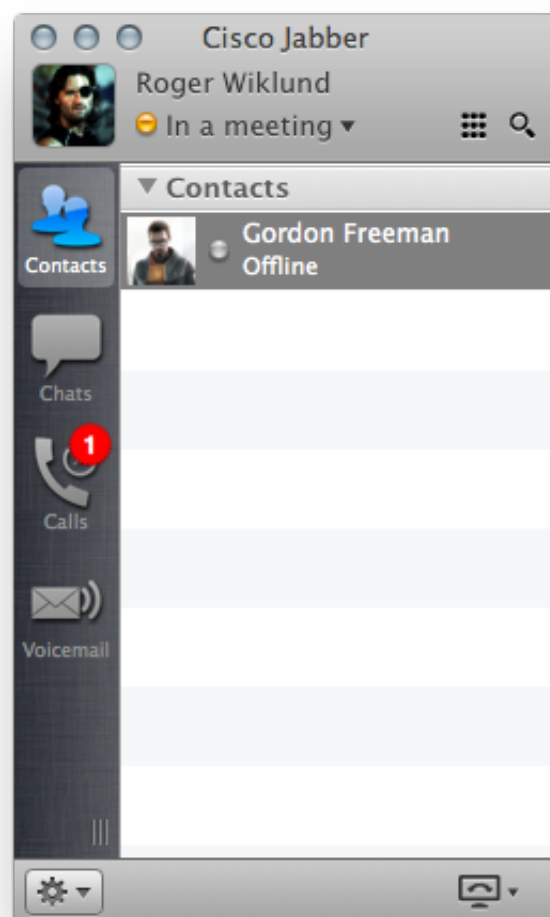 Cisco Jabber
Roger Wiklund
In a meeting
Contacts
Gordon Freeman
Offline
Contacts
Chats
1
Calls
Voicemail